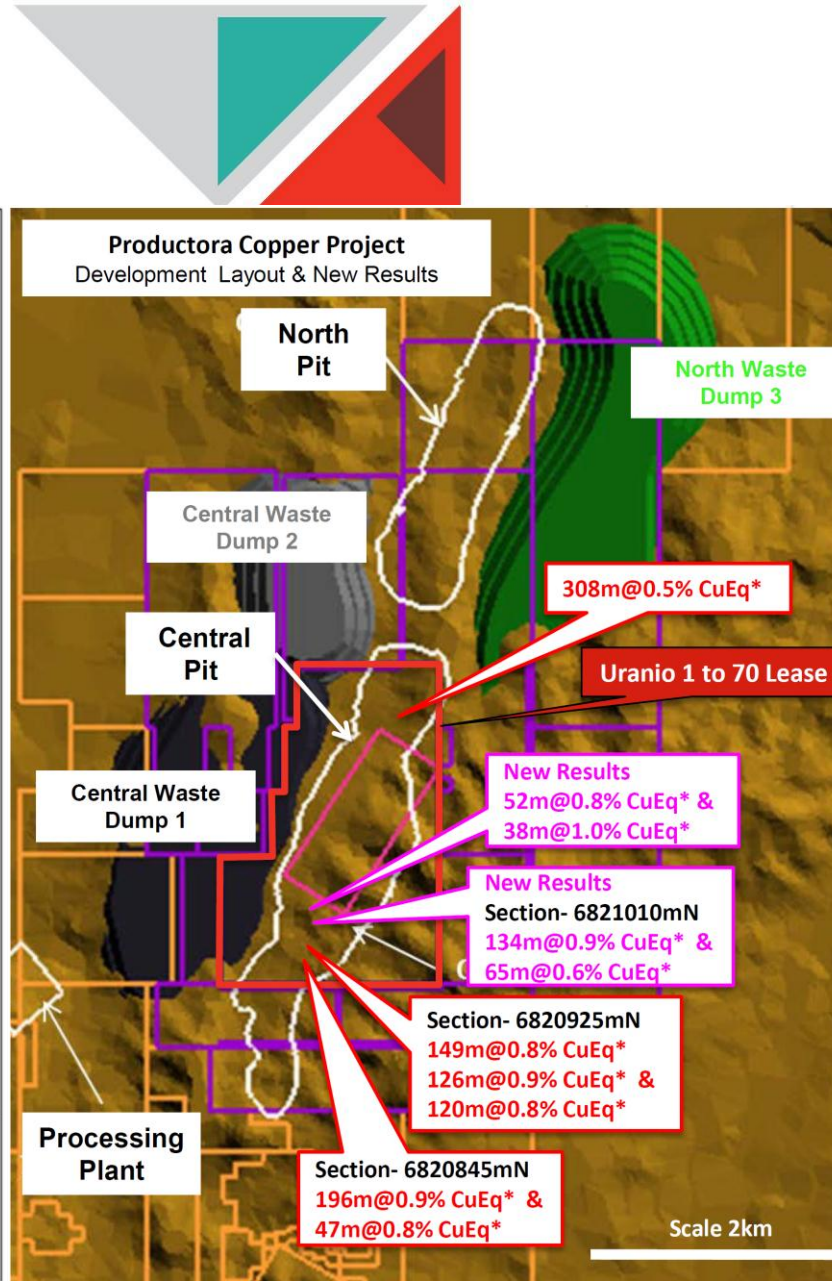 Productora Copper Project
Development Layout & New Results
North
Pit
North Waste
Dump 3
Central Waste
Dump 2
308m@0.5% CuEq*
Central
Pit
Uranio 1 to 70 Lease
New Results
52m@0.8% CuEq* &
38m@1.0% CuEq*
Central Waste
Dump 1
New Results
Section- 6821010mN
134m@0.9% CuEq* &
65m@0.6% CuEq*
Section- 6820925mN
149m@0.8% CuEq*
126m@0.9% CuEq* &
120m@0.8% CuEq*
Processing
Plant
Section- 6820845mN
196m@0.9% CuEq* &
47m@0.8% CuEq*
Scale 2km